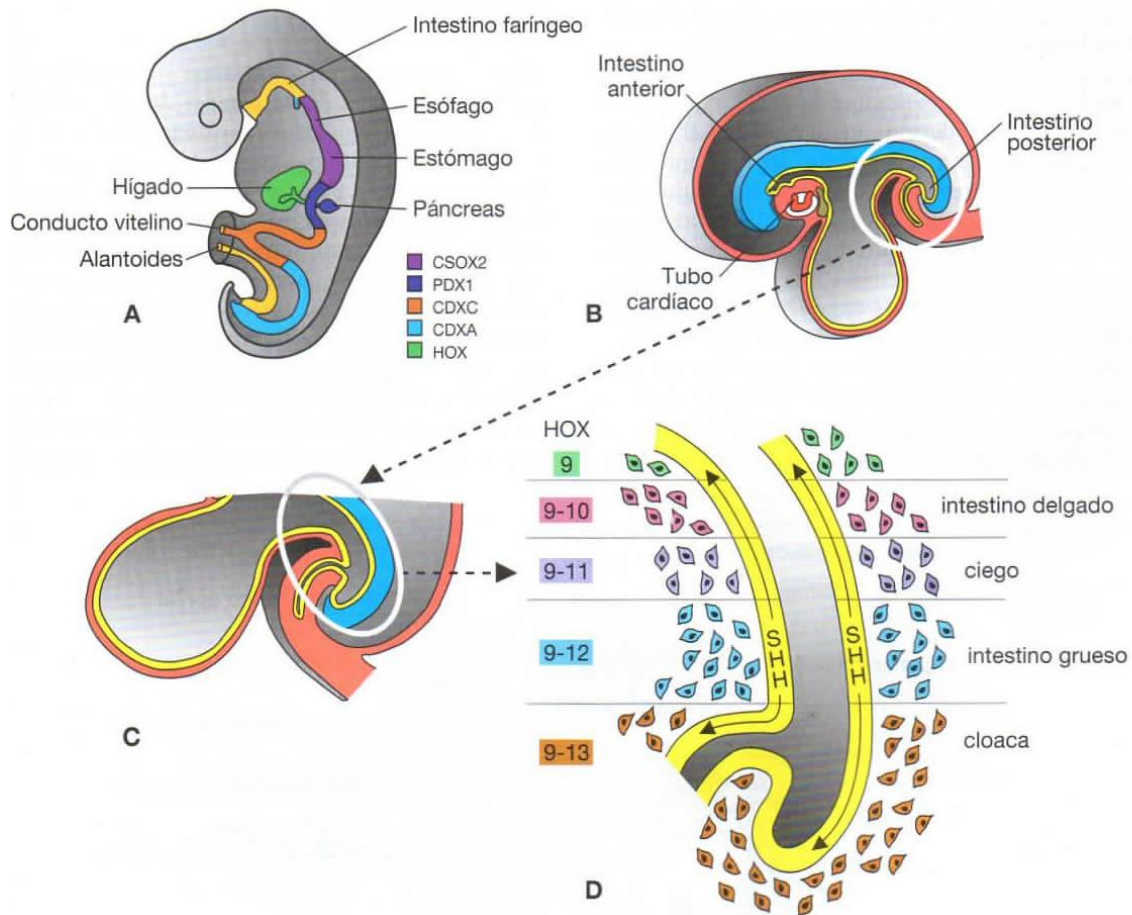 Intestino faríngeo
Esófago
Estómago
Hígado
Páncreas
Conducto vitelino
Alantoides
A
CSOX2
PDX1
CDXC
CDXA
HOX
Intestino
anterior
Intestino
posterior
Tubo
cardíaco
B
C
HOX
9
9-10
intestino delgado
9-11
ciego
9-12
intestino grueso
9-13
cloaca
SHH
SHH
D